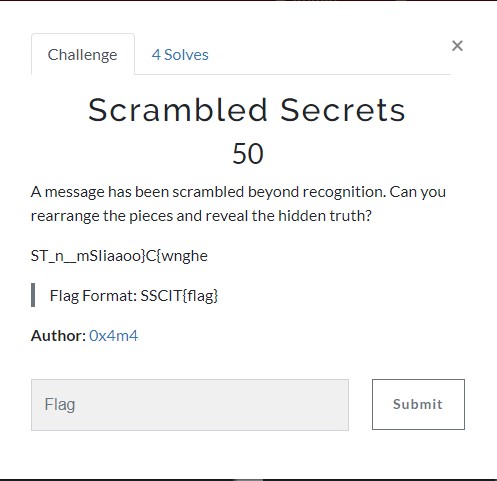 Challenge
4 Solves
×
Scrambled Secrets
50
A message has been scrambled beyond recognition. Can you
rearrange the pieces and reveal the hidden truth?
ST_n__mSIiaaoo}C{wnghe
Flag Format: SSCIT{flag}
Author: 0x4m4
Flag
Submit